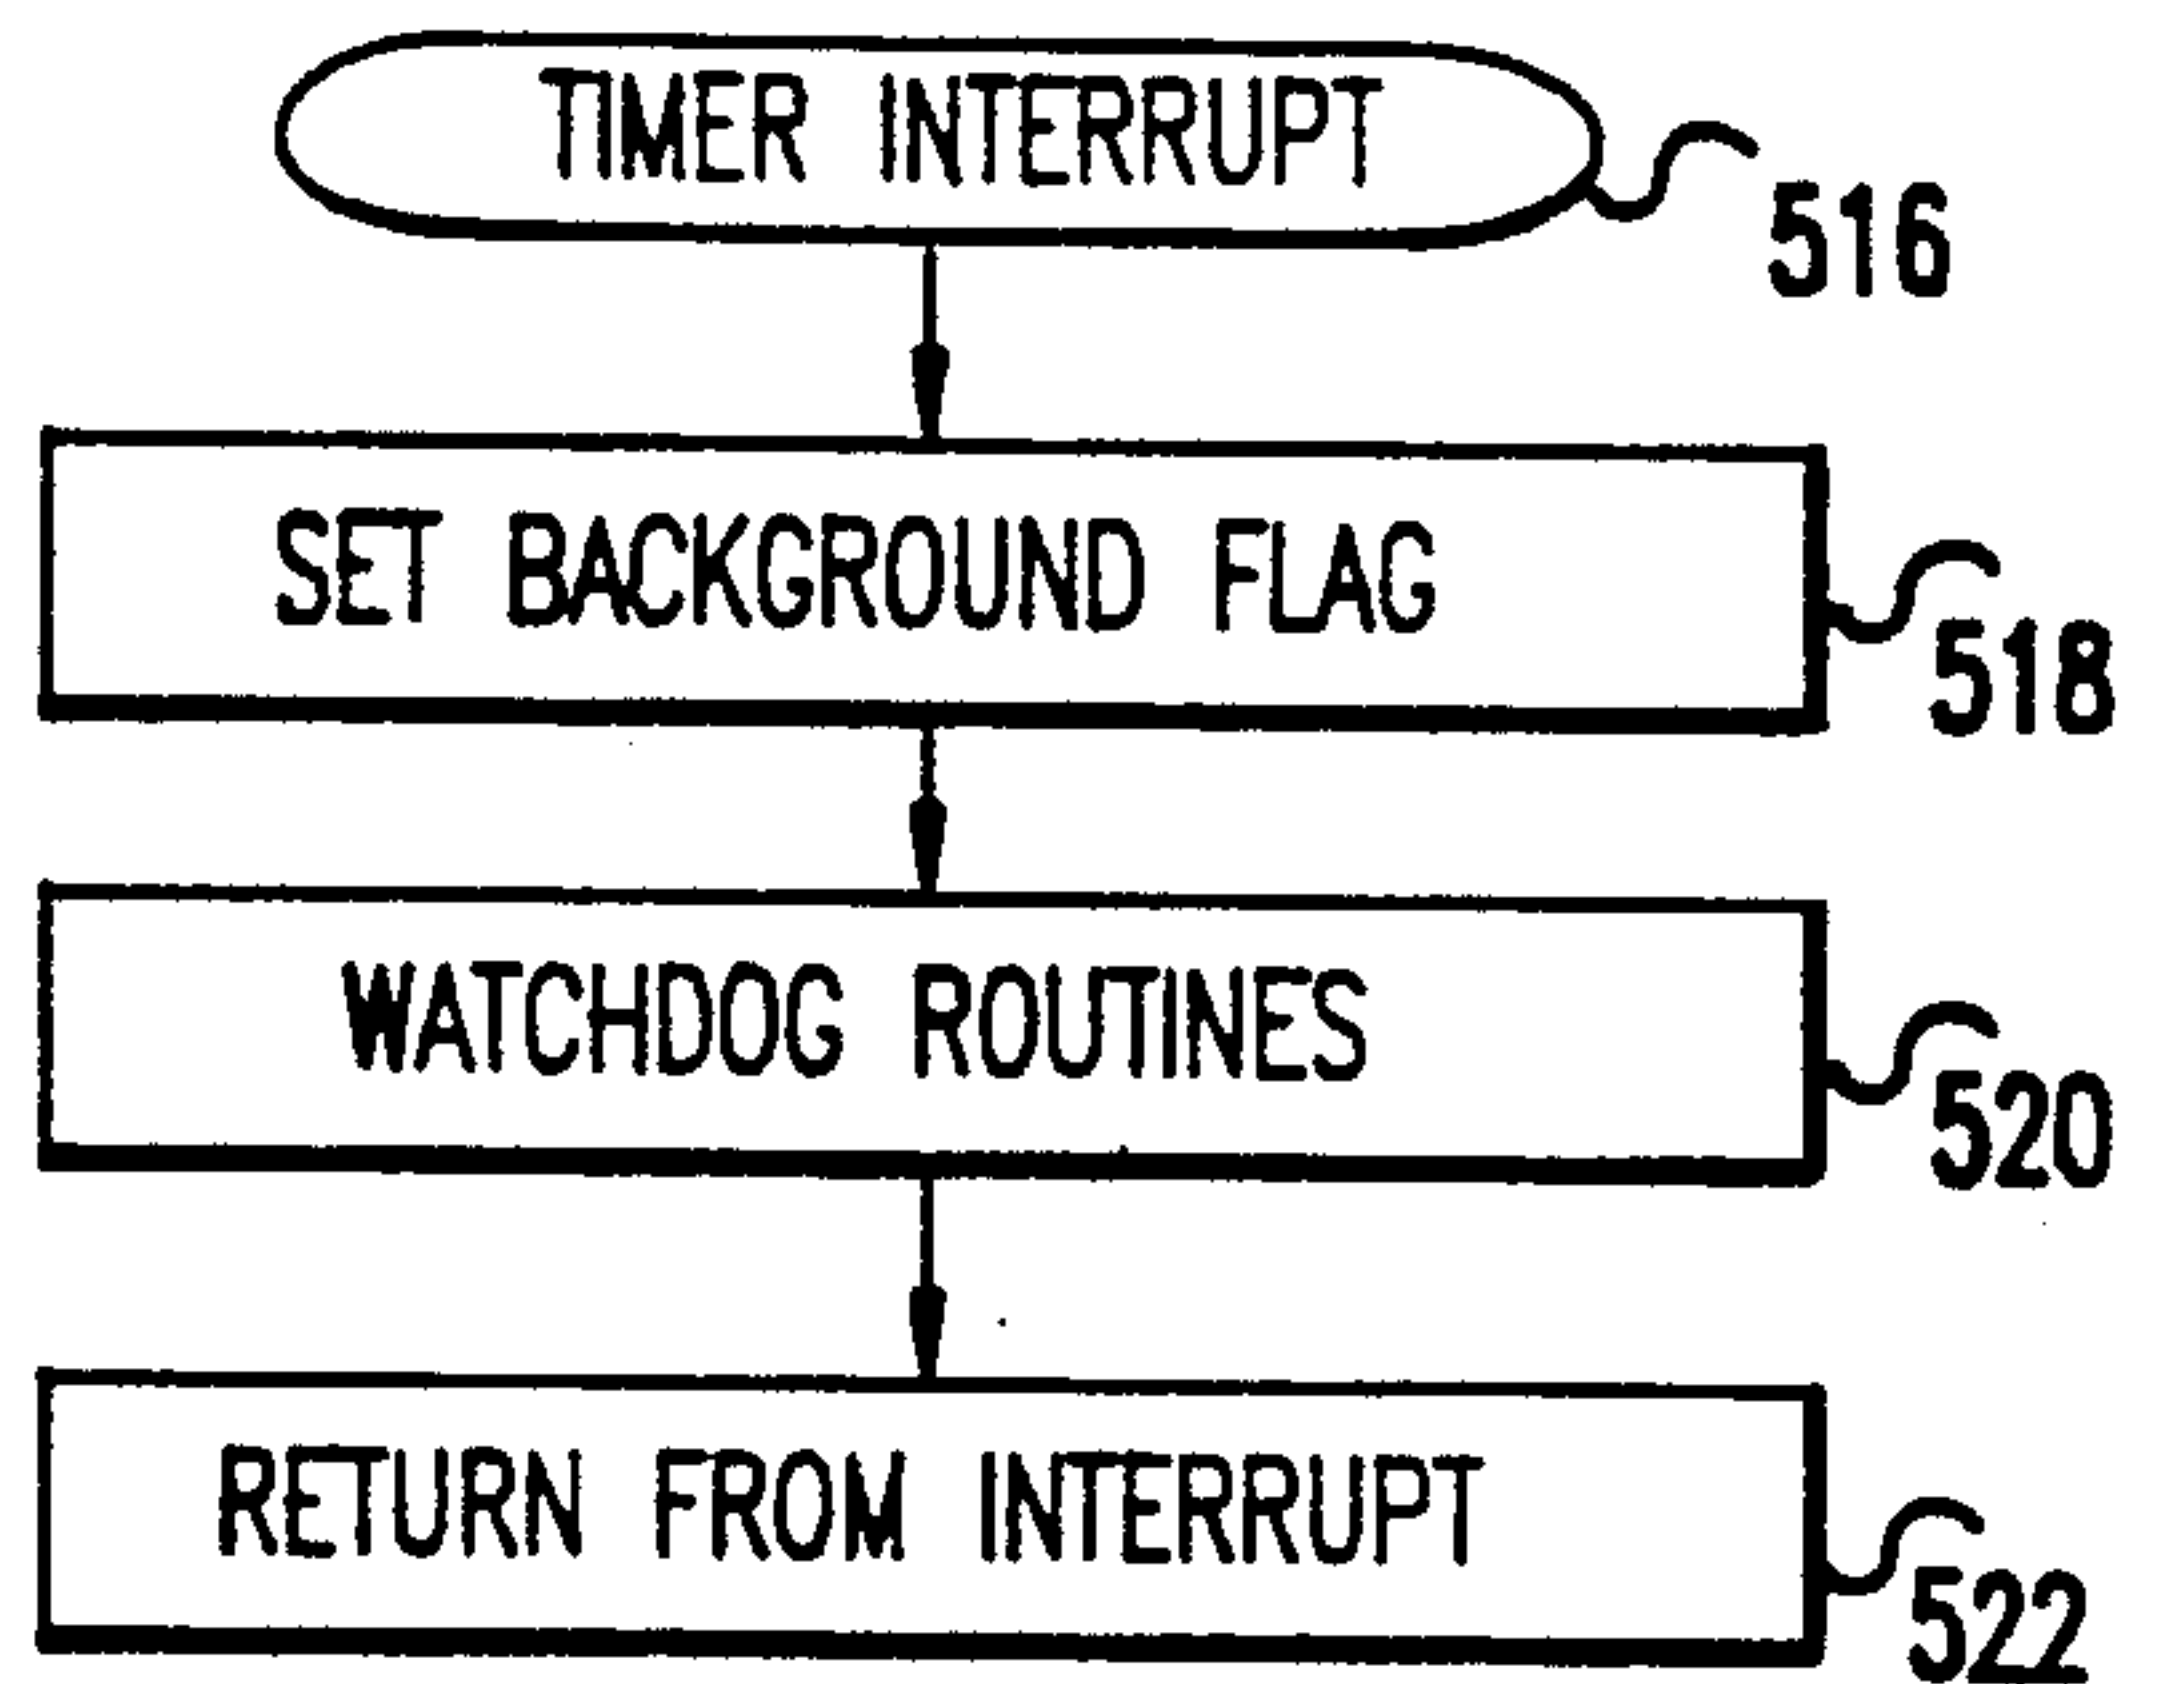 TIMER INTERRUPT
516
SET BACKGROUND FLAG
518
WATCHDOG ROUTINES
520
RETURN FROM INTERRUPT
522